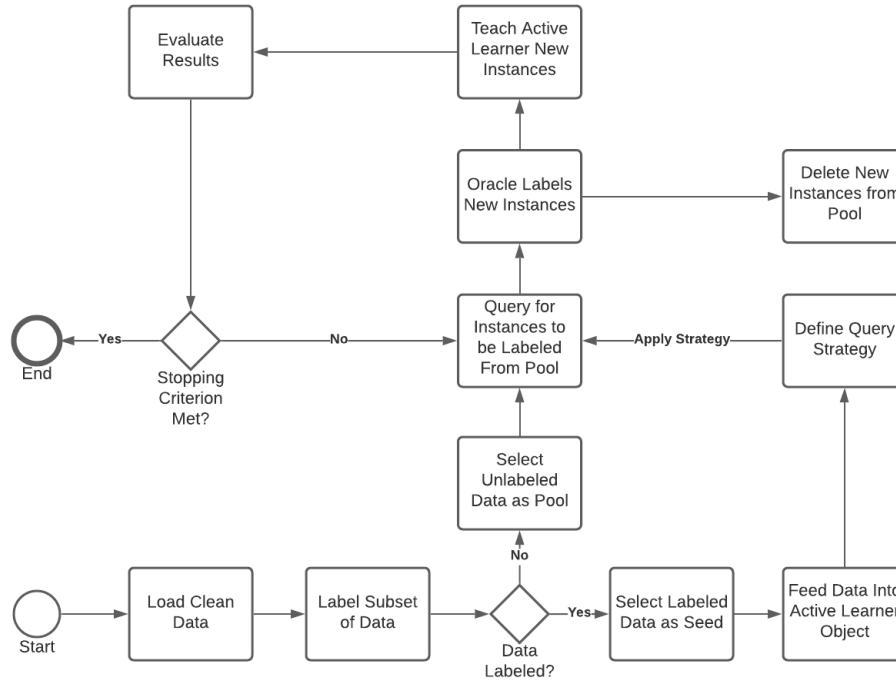 Evaluate
Results
Teach Active
Learner New
Instances
Oracle Labels
New Instances
Delete New
Instances from
Pool
End
Yes
Stopping
Criterion
Met?
No
Query for
Instances to
be Labeled
From Pool
Apply Strategy
Define Query
Strategy
Select
Unlabeled
Data as Pool
No
Start
Load Clean
Data
Label Subset
of Data
Data
Labeled?
Yes
Select Labeled
Data as Seed
Feed Data Into
Active Learner
Object